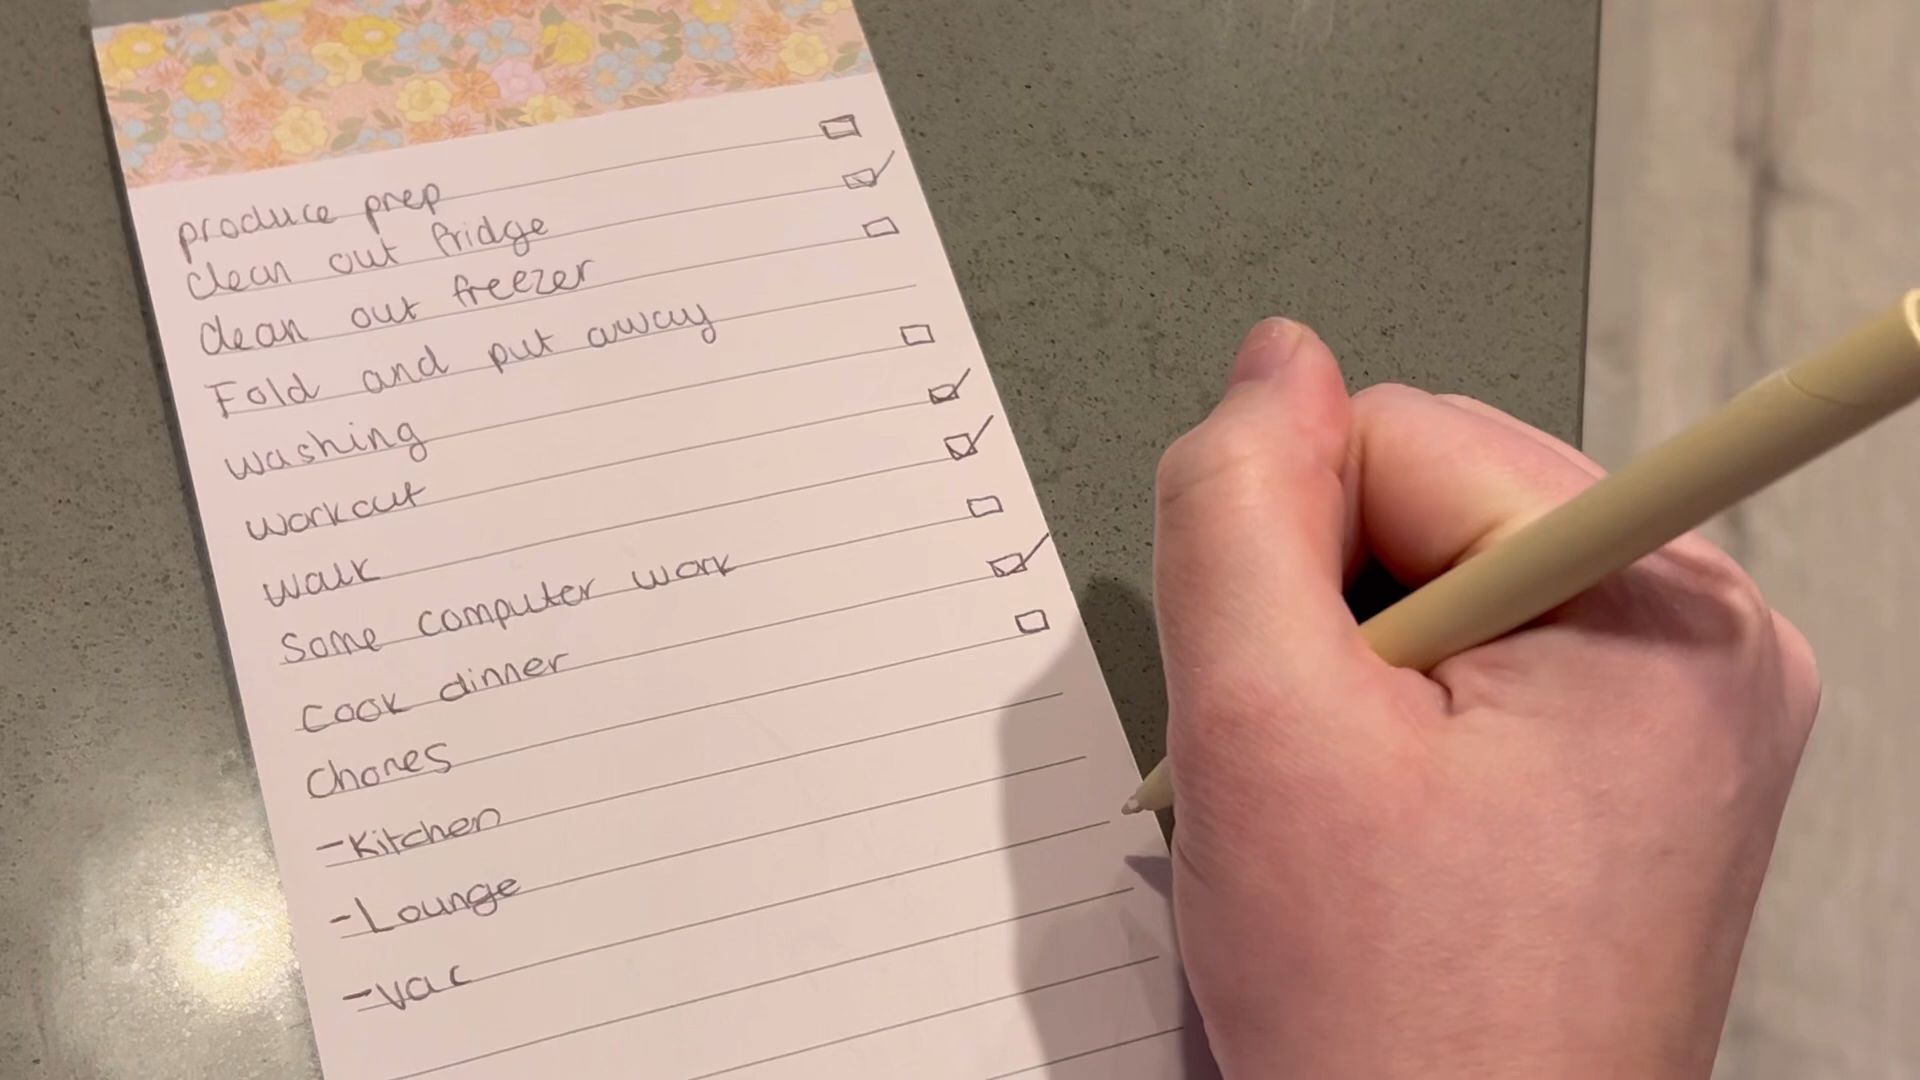 produce prep
clean out fridge
clean out freezer
Fold and put away
washing
workout
walk
Some computer work
cook dinner
Chores
-Kitchen
-Lounge
-vac